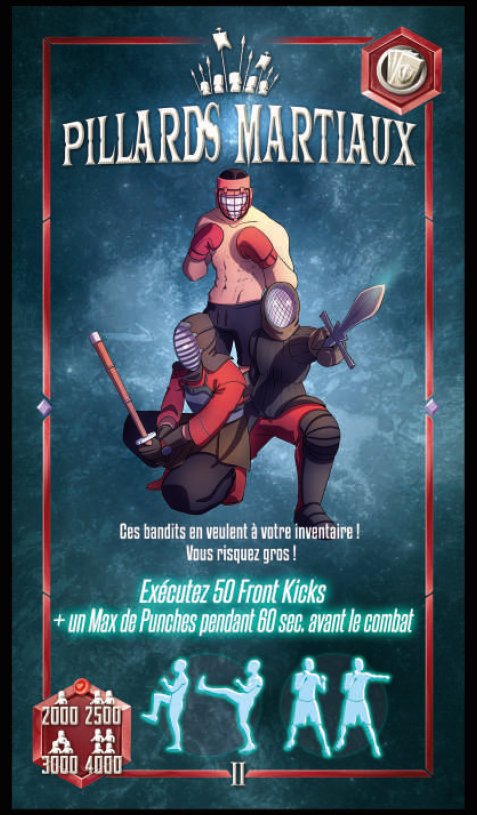 PILLARDS MARTIAUX
Ces bandits en veulent à votre inventaire !
Vous risquez gros !
Exécutez 50 Front Kicks
+ un Max de Punches pendant 60 sec. avant le combat
2000 2500
3000 4000
II